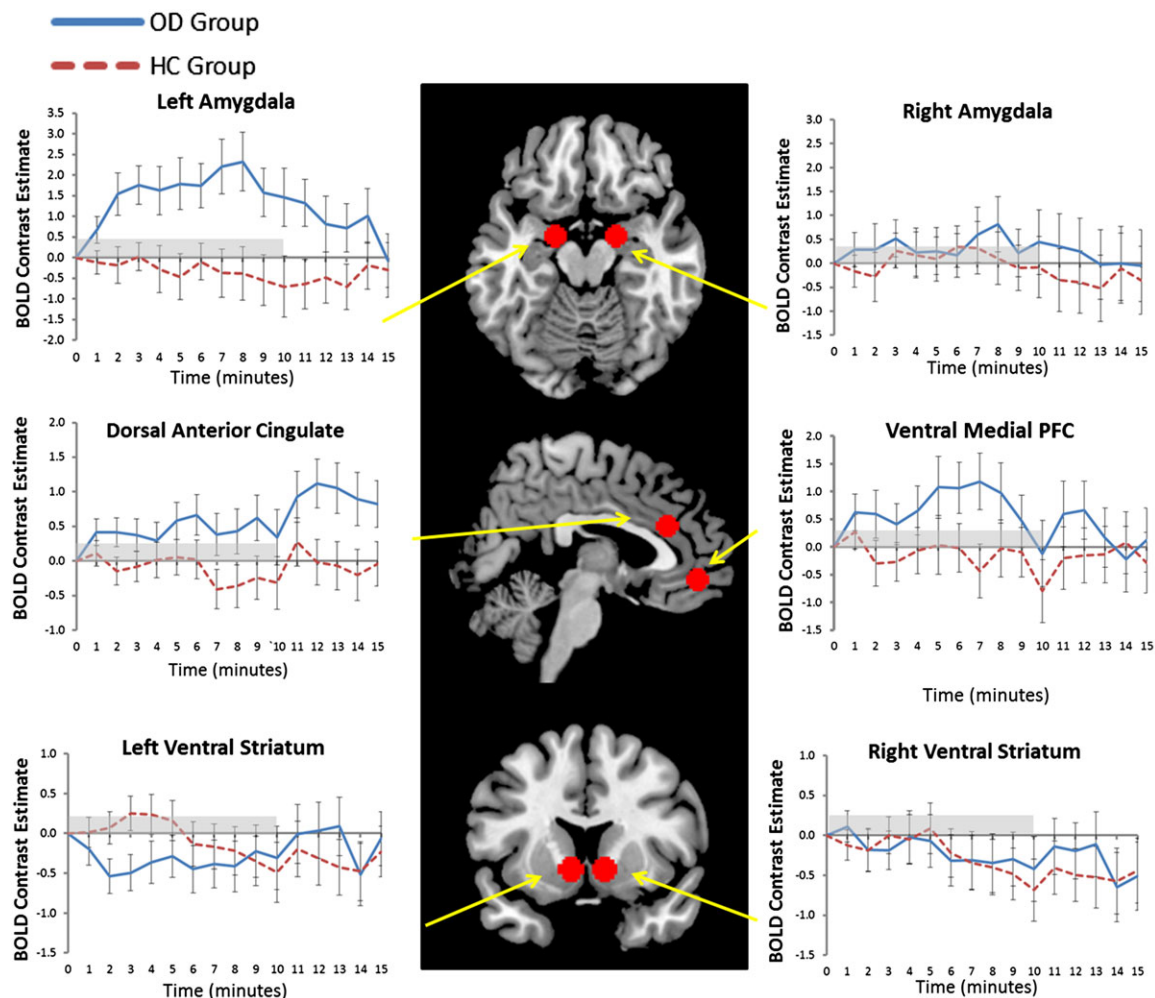 OD Group
HC Group
Left Amygdala
BOLD Contrast Estimate
3.5
3.0
2.5
2.0
1.5
1.0
0.5
0.0
-0.5
-1.0
-1.5
-2.0
0 1 2 3 4 5 6 7 8 9 10 11 12 13 14 15
Time (minutes)
Right Amygdala
BOLD Contrast Estimate
3.0
2.5
2.0
1.5
1.0
0.5
0.0
-0.5
-1.0
-1.5
0 1 2 3 4 5 6 7 8 9 10 11 12 13 14 15
Time (minutes)
Dorsal Anterior Cingulate
BOLD Contrast Estimate
2.0
1.5
1.0
0.5
0.0
-0.5
-1.0
0 1 2 3 4 5 6 7 8 9 `10 11 12 13 14 15
Time (minutes)
Ventral Medial PFC
BOLD Contrast Estimate
2.0
1.5
1.0
0.5
0.0
-0.5
-1.0
-1.5
0 1 2 3 4 5 6 7 8 9 10 11 12 13 14 15
Time (minutes)
Left Ventral Striatum
BOLD Contrast Estimate
1.0
0.5
0.0
-0.5
-1.0
-1.5
0 1 2 3 4 5 6 7 8 9 10 11 12 13 14 15
Time (minutes)
Right Ventral Striatum
BOLD Contrast Estimate
1.0
0.5
0.0
-0.5
-1.0
-1.5
0 1 2 3 4 5 6 7 8 9 10 11 12 13 14 15
Time (minutes)